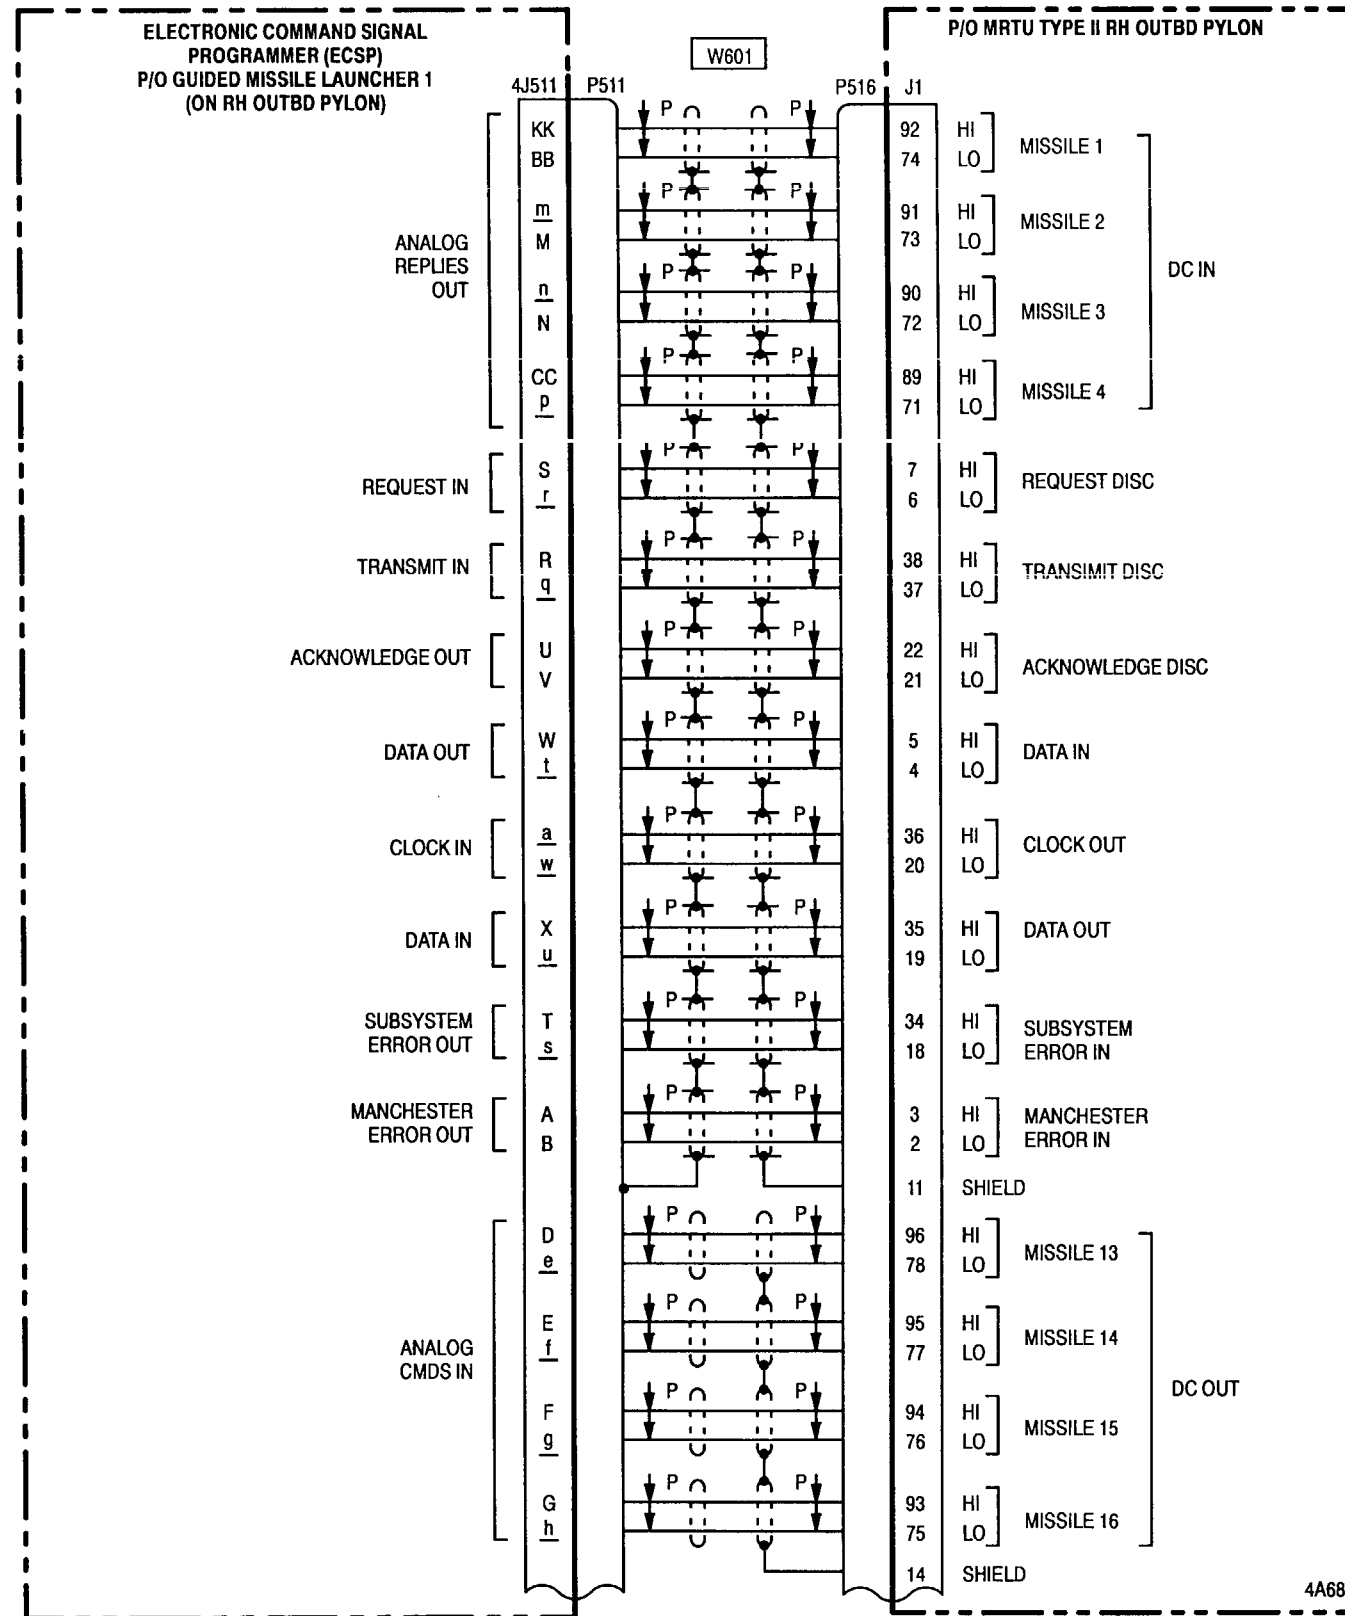 ELECTRONIC COMMAND SIGNAL
PROGRAMMER (ECSP)
P/O GUIDED MISSILE LAUNCHER 1
(ON RH OUTBD PYLON)
W601
P/O MRTU TYPE II RH OUTBD PYLON
4J511 P511 P516 J1
ANALOG
REPLIES
OUT
KK P P 92 HI
BB 74 LO
MISSILE 1
m P P 91 HI
M 73 LO
MISSILE 2
n P P 90 HI
N 72 LO
MISSILE 3
CC P P 89 HI
p 71 LO
MISSILE 4
DC IN
REQUEST IN
S P P 7 HI
r 6 LO
REQUEST DISC
TRANSMIT IN
R P P 38 HI
q 37 LO
TRANSIMIT DISC
ACKNOWLEDGE OUT
U P P 22 HI
V 21 LO
ACKNOWLEDGE DISC
DATA OUT
W P P 5 HI
t 4 LO
DATA IN
CLOCK IN
a P P 36 HI
w 20 LO
CLOCK OUT
DATA IN
X P P 35 HI
u 19 LO
DATA OUT
SUBSYSTEM
ERROR OUT
T P P 34 HI
s 18 LO
SUBSYSTEM
ERROR IN
MANCHESTER
ERROR OUT
A P P 3 HI
B 2 LO
MANCHESTER
ERROR IN
11 SHIELD
ANALOG
CMDS IN
D P P 96 HI
e 78 LO
MISSILE 13
E P P 95 HI
f 77 LO
MISSILE 14
F P P 94 HI
g 76 LO
MISSILE 15
G P P 93 HI
h 75 LO
MISSILE 16
DC OUT
14 SHIELD
4A68